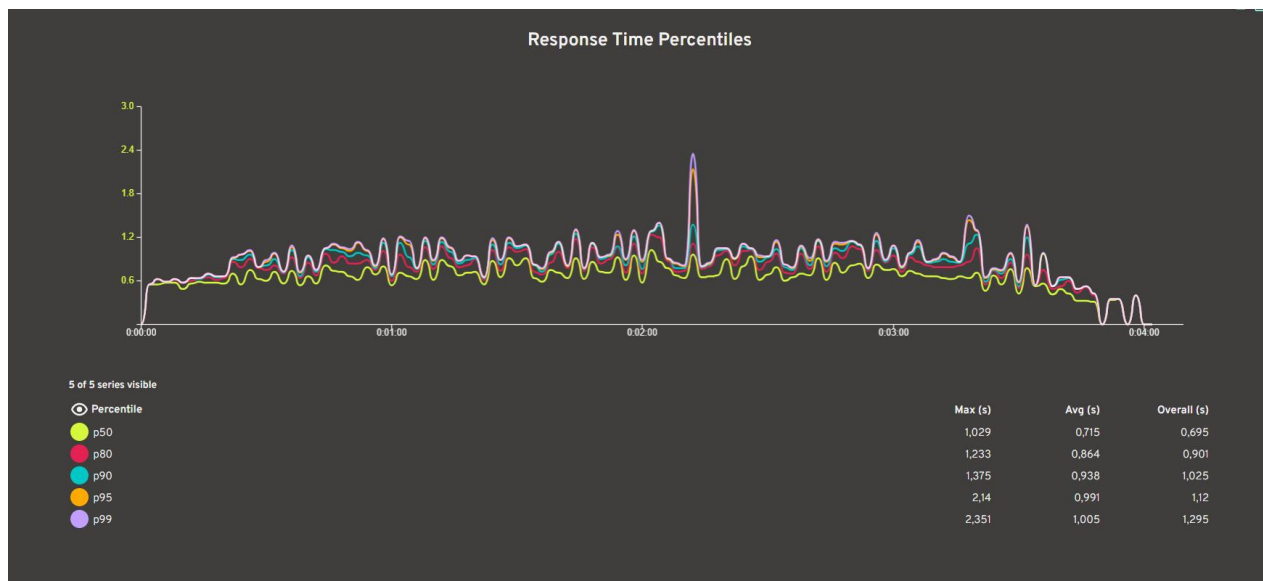 Response Time Percentiles
3.0
2.4
1.8
1.2
0.6
0:00:00 0:01:00 0:02:00 0:03:00 0:04:00
5 of 5 series visible
Percentile Max (s) Avg (s) Overall (s)
p50 1,029 0,715 0,695
p80 1,233 0,864 0,901
p90 1,375 0,938 1,025
p95 2,14 0,991 1,12
p99 2,351 1,005 1,295